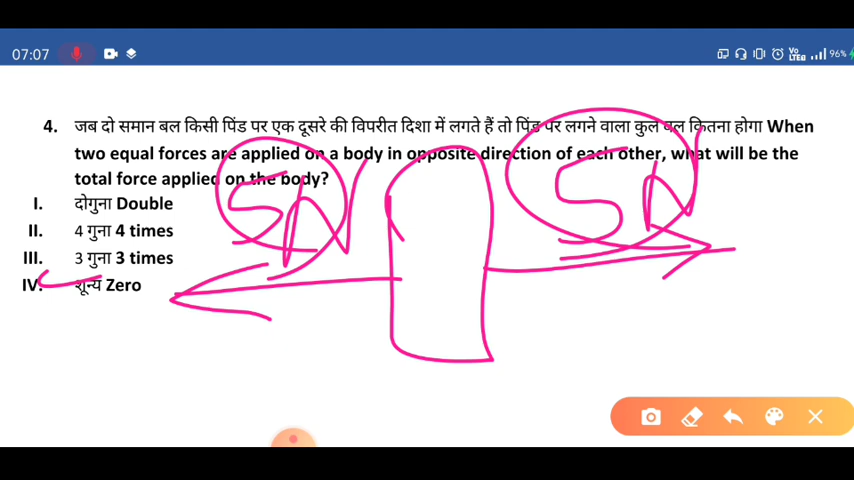 07:07
Vo
LTE 96%
4. जब दो समान बल किसी पिंड पर एक दूसरे की विपरीत दिशा में लगते हैं तो पिंड पर लगने वाला कुल बल कितना होगा When
two equal forces are applied on a body in opposite direction of each other, what will be the
total force applied on the body?
5N 5N
I. दोगुना Double
II. 4 गुना 4 times
III. 3 गुना 3 times
IV. शून्य Zero